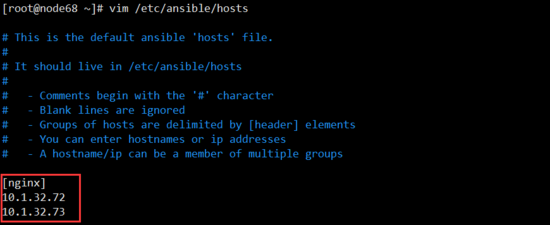 [root@node68 ~]# vim /etc/ansible/hosts
# This is the default ansible 'hosts' file.
#
# It should live in /etc/ansible/hosts
#
#   - Comments begin with the '#' character
#   - Blank lines are ignored
#   - Groups of hosts are delimited by [header] elements
#   - You can enter hostnames or ip addresses
#   - A hostname/ip can be a member of multiple groups
[nginx]
10.1.32.72
10.1.32.73